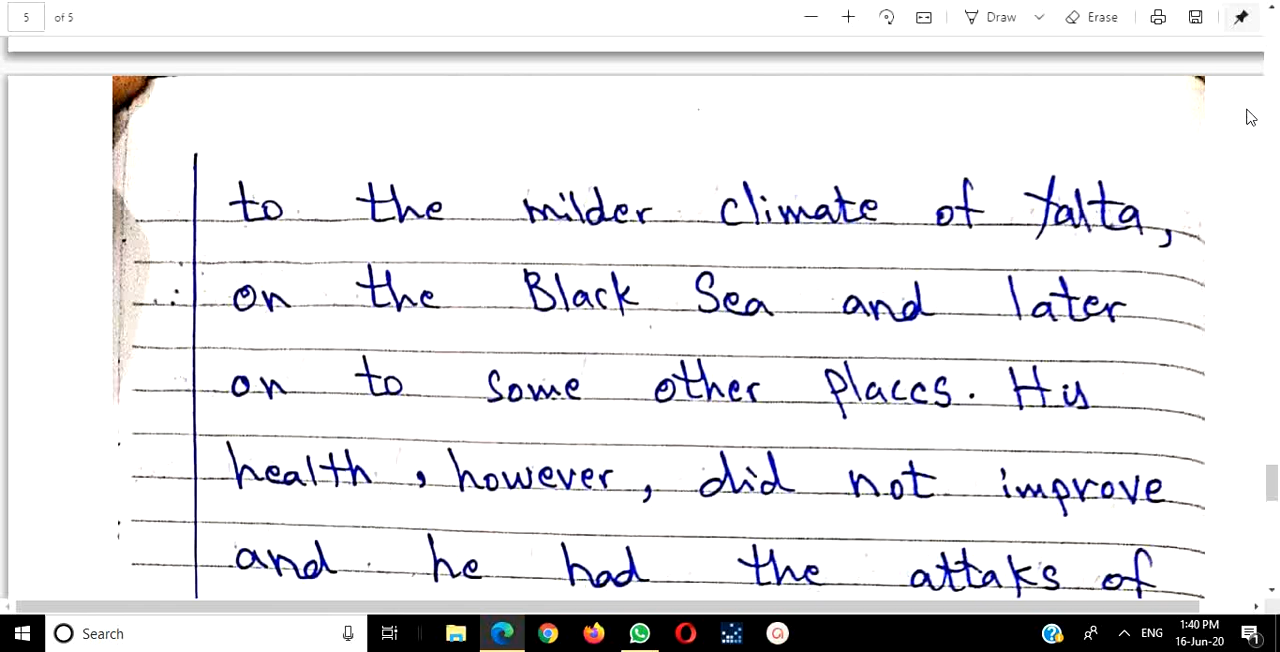 5 of 5 Draw Erase
to the milder climate of Yalta,
on the Black Sea and later
on to some other places. His
health, however, did not improve
and he had the attaks of
Search ENG 1:40 PM
16-Jun-20 1